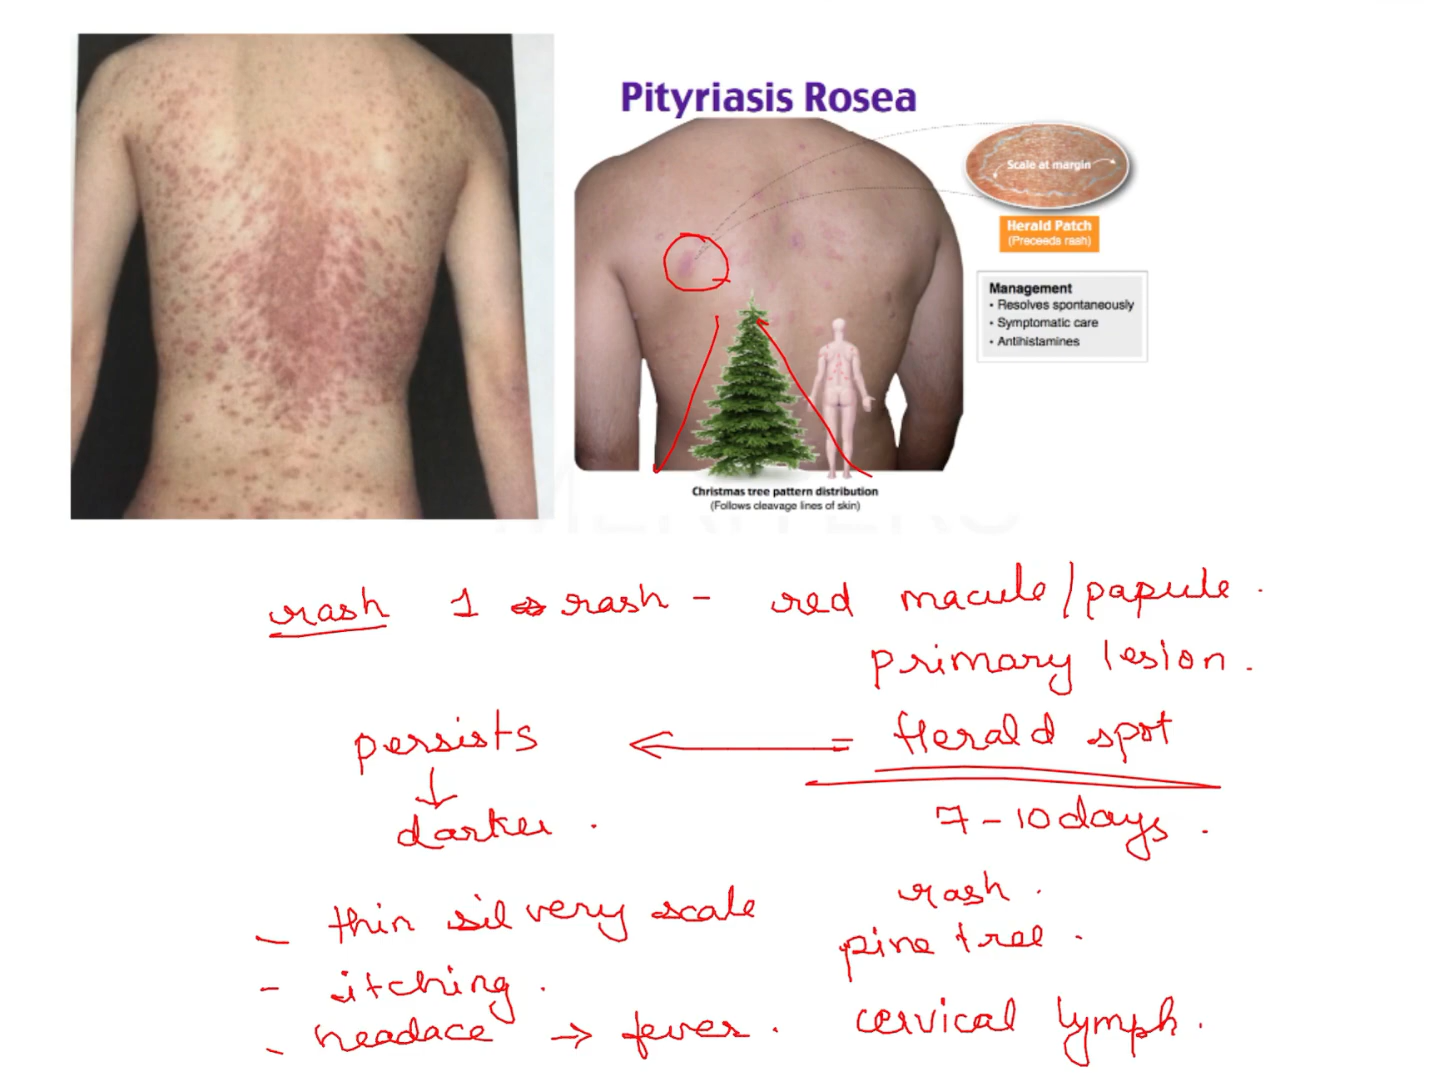 Pityriasis Rosea
Scale at margin
Herald Patch
(Preceeds rash)
Management
• Resolves spontaneously
• Symptomatic care
• Antihistamines
Christmas tree pattern distribution
(Follows cleavage lines of skin)
rash 1 rash - red macule/papule.
primary lesion.
persists ← = Herald spot
↓
darker. 7-10 days.
- thin silvery scale rash.
pine tree.
- itching.
- headace → fever. cervical lymph.